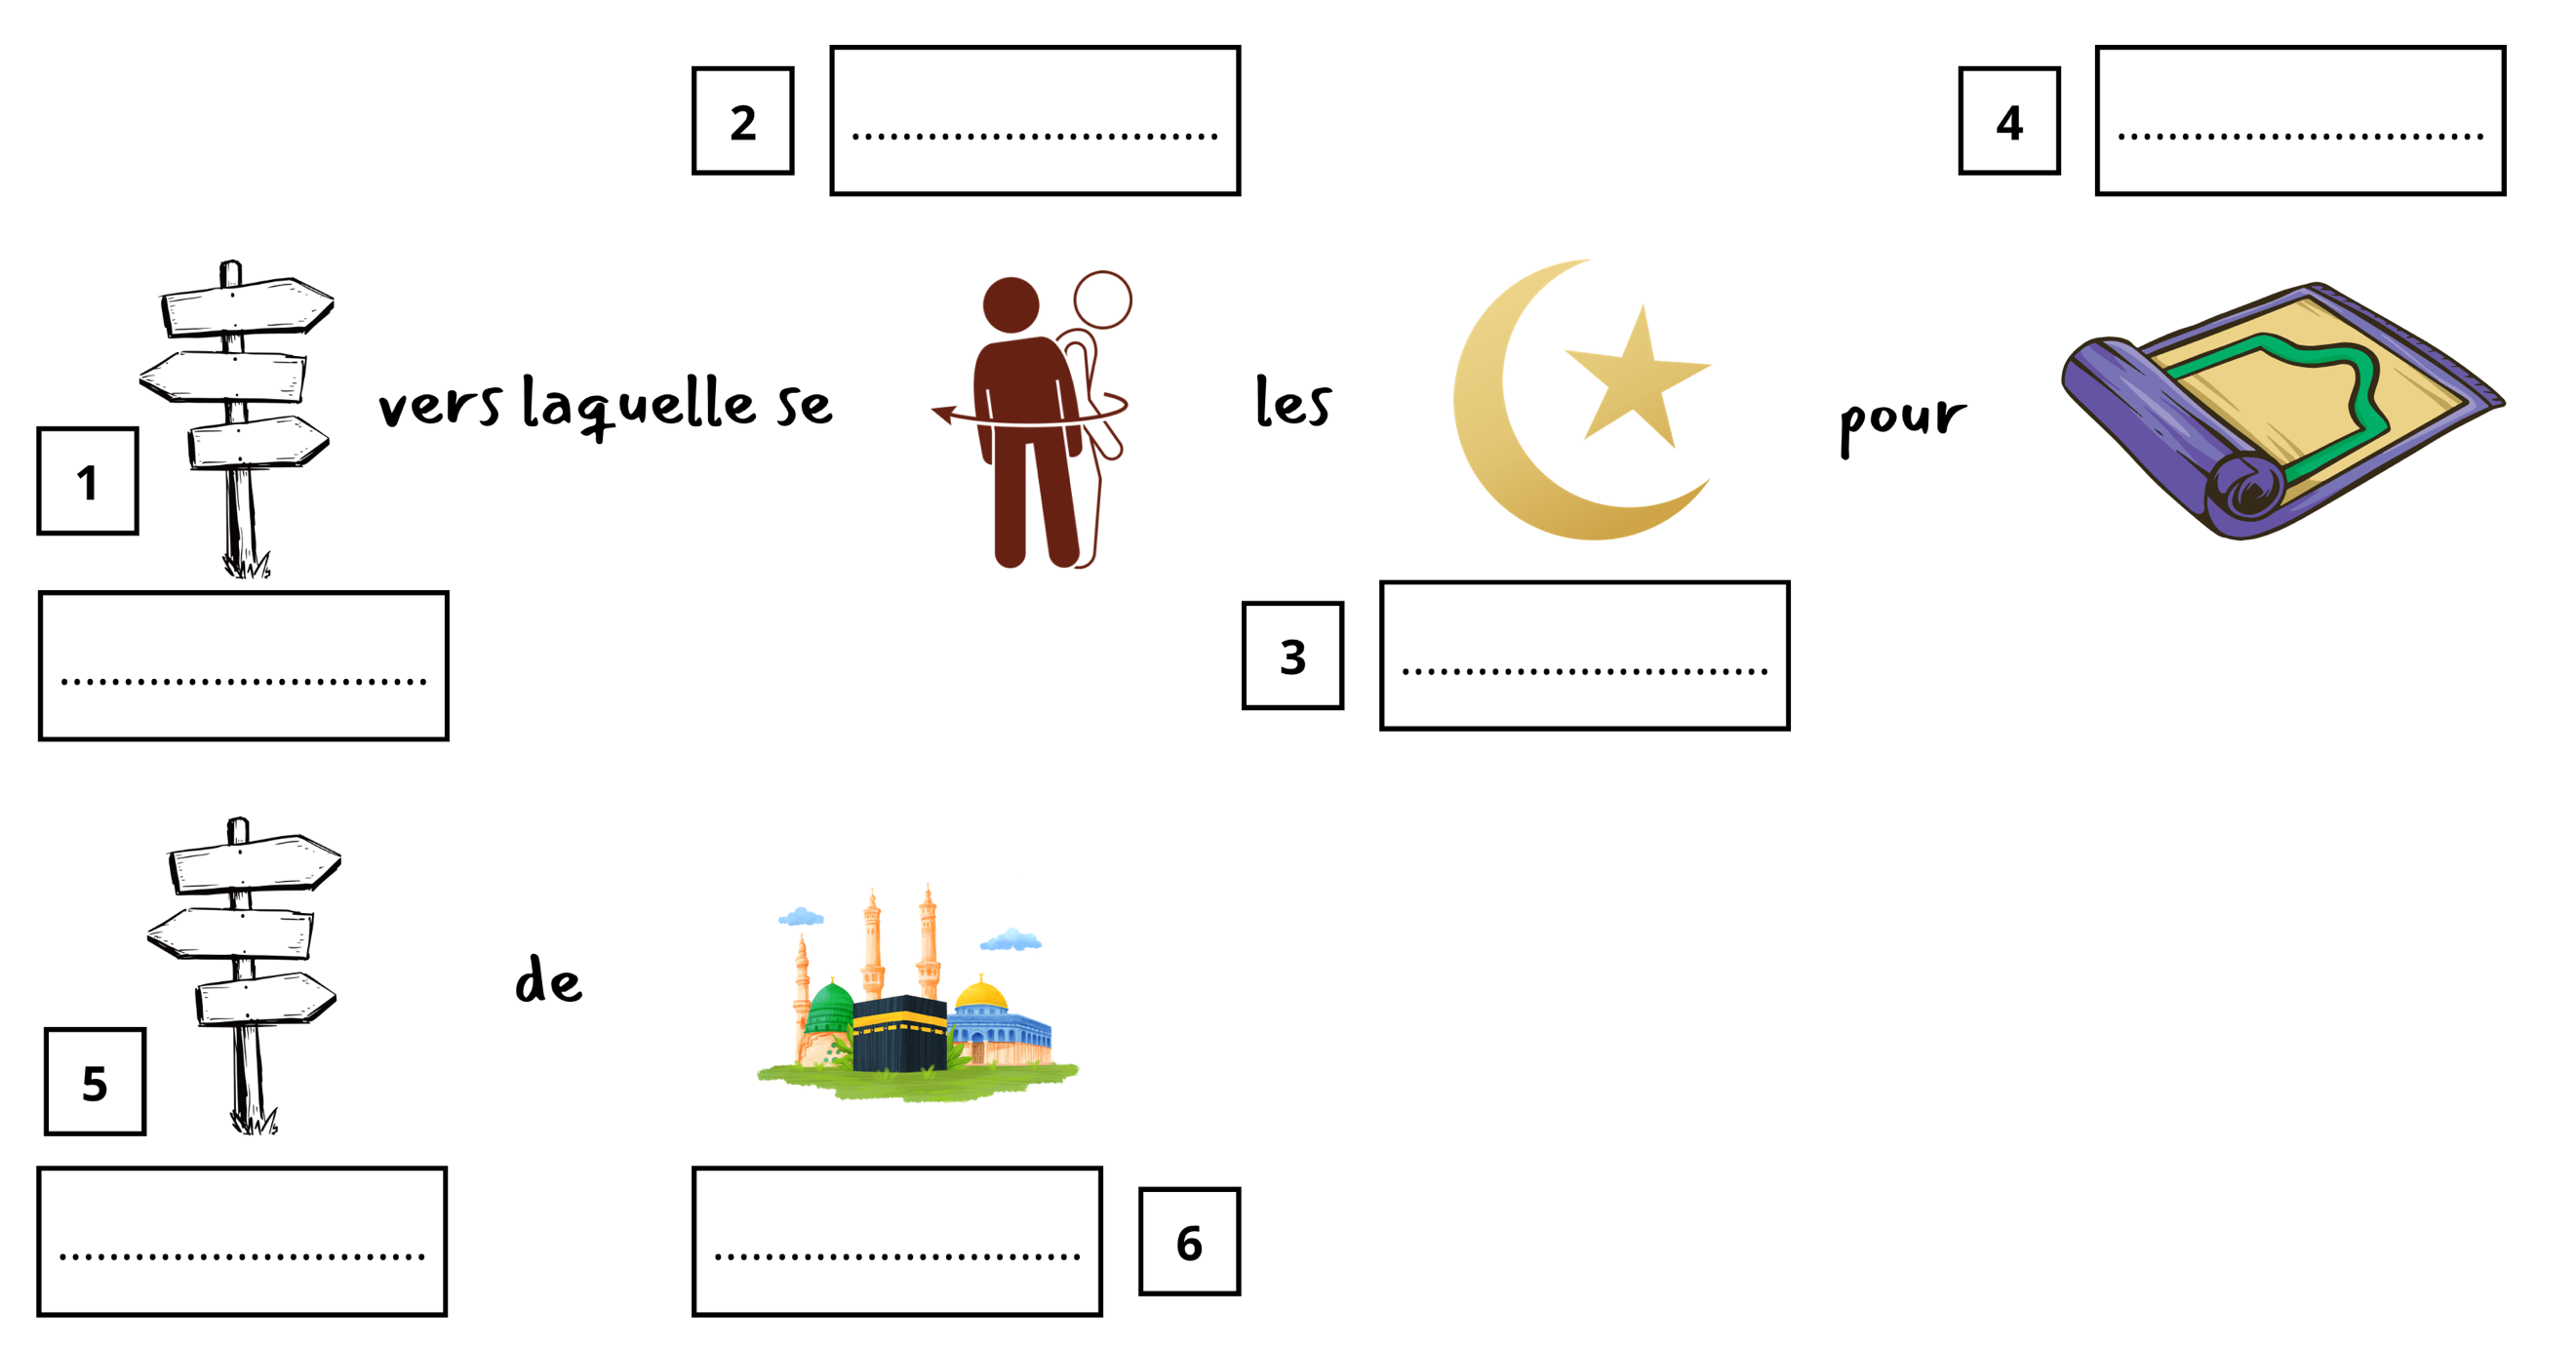 2 ..............................
4 ..............................
vers laquelle se
les
pour
1
..............................
3 ..............................
de
5
..............................
.............................. 6